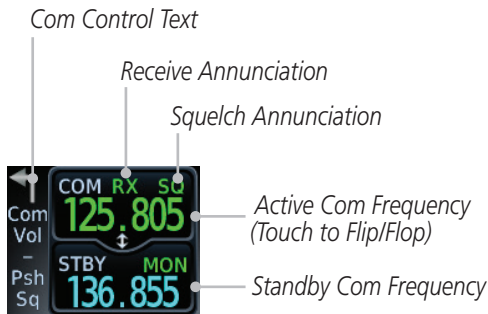 Com Control Text
Receive Annunciation
Squelch Annunciation
COM RX SQ
125.805
Com
Vol
–
Psh
Sq
STBY MON
136.855
Active Com Frequency
(Touch to Flip/Flop)
Standby Com Frequency